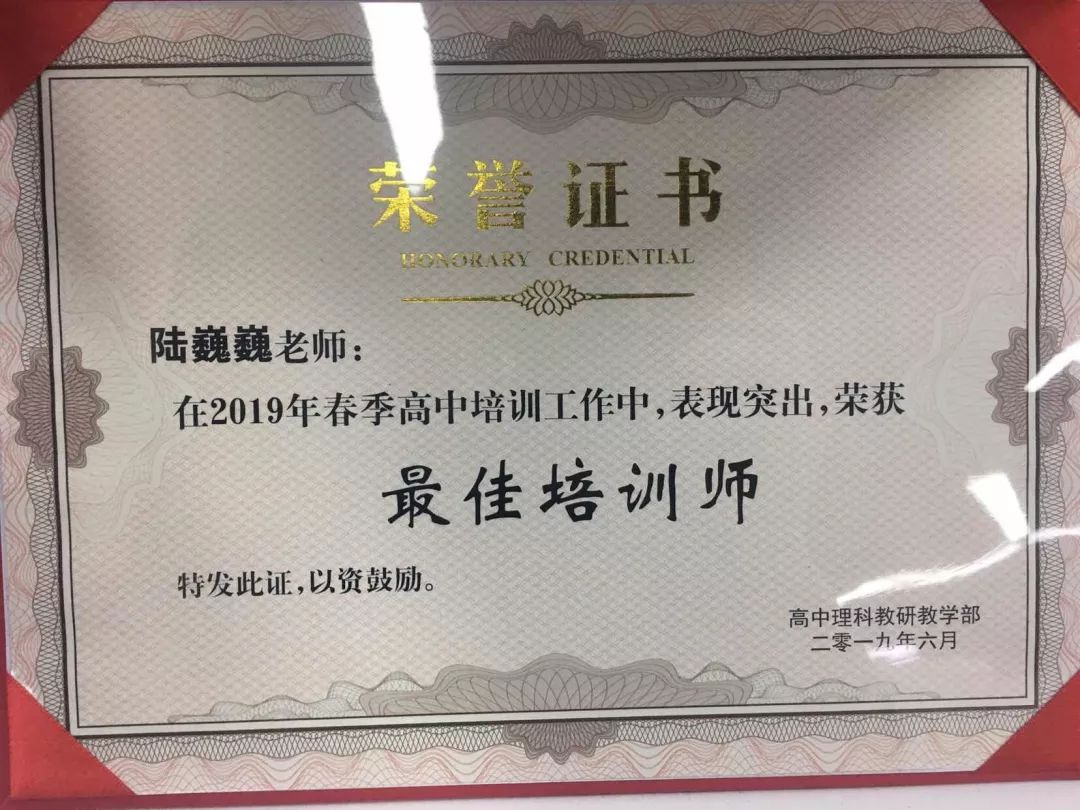 荣誉证书
HONORARY CREDENTIAL
陆巍巍老师：
在2019年春季高中培训工作中，表现突出，荣获
最佳培训师
特发此证，以资鼓励。
高中理科教研教学部
二零一九年六月